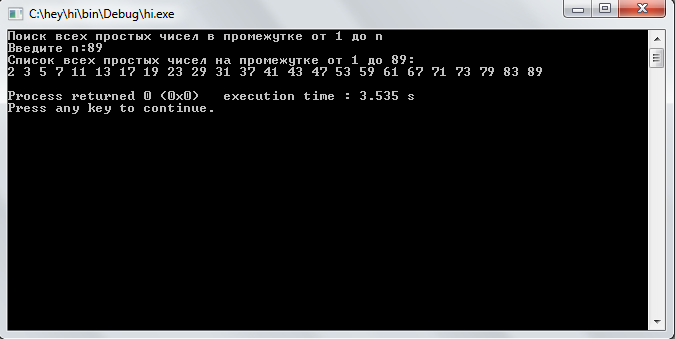 C:\hey\hi\bin\Debug\hi.exe
Поиск всех простых чисел в промежутке от 1 до n
Введите n:89
Список всех простых чисел на промежутке от 1 до 89:
2 3 5 7 11 13 17 19 23 29 31 37 41 43 47 53 59 61 67 71 73 79 83 89
Process returned 0 (0x0)   execution time : 3.535 s
Press any key to continue.